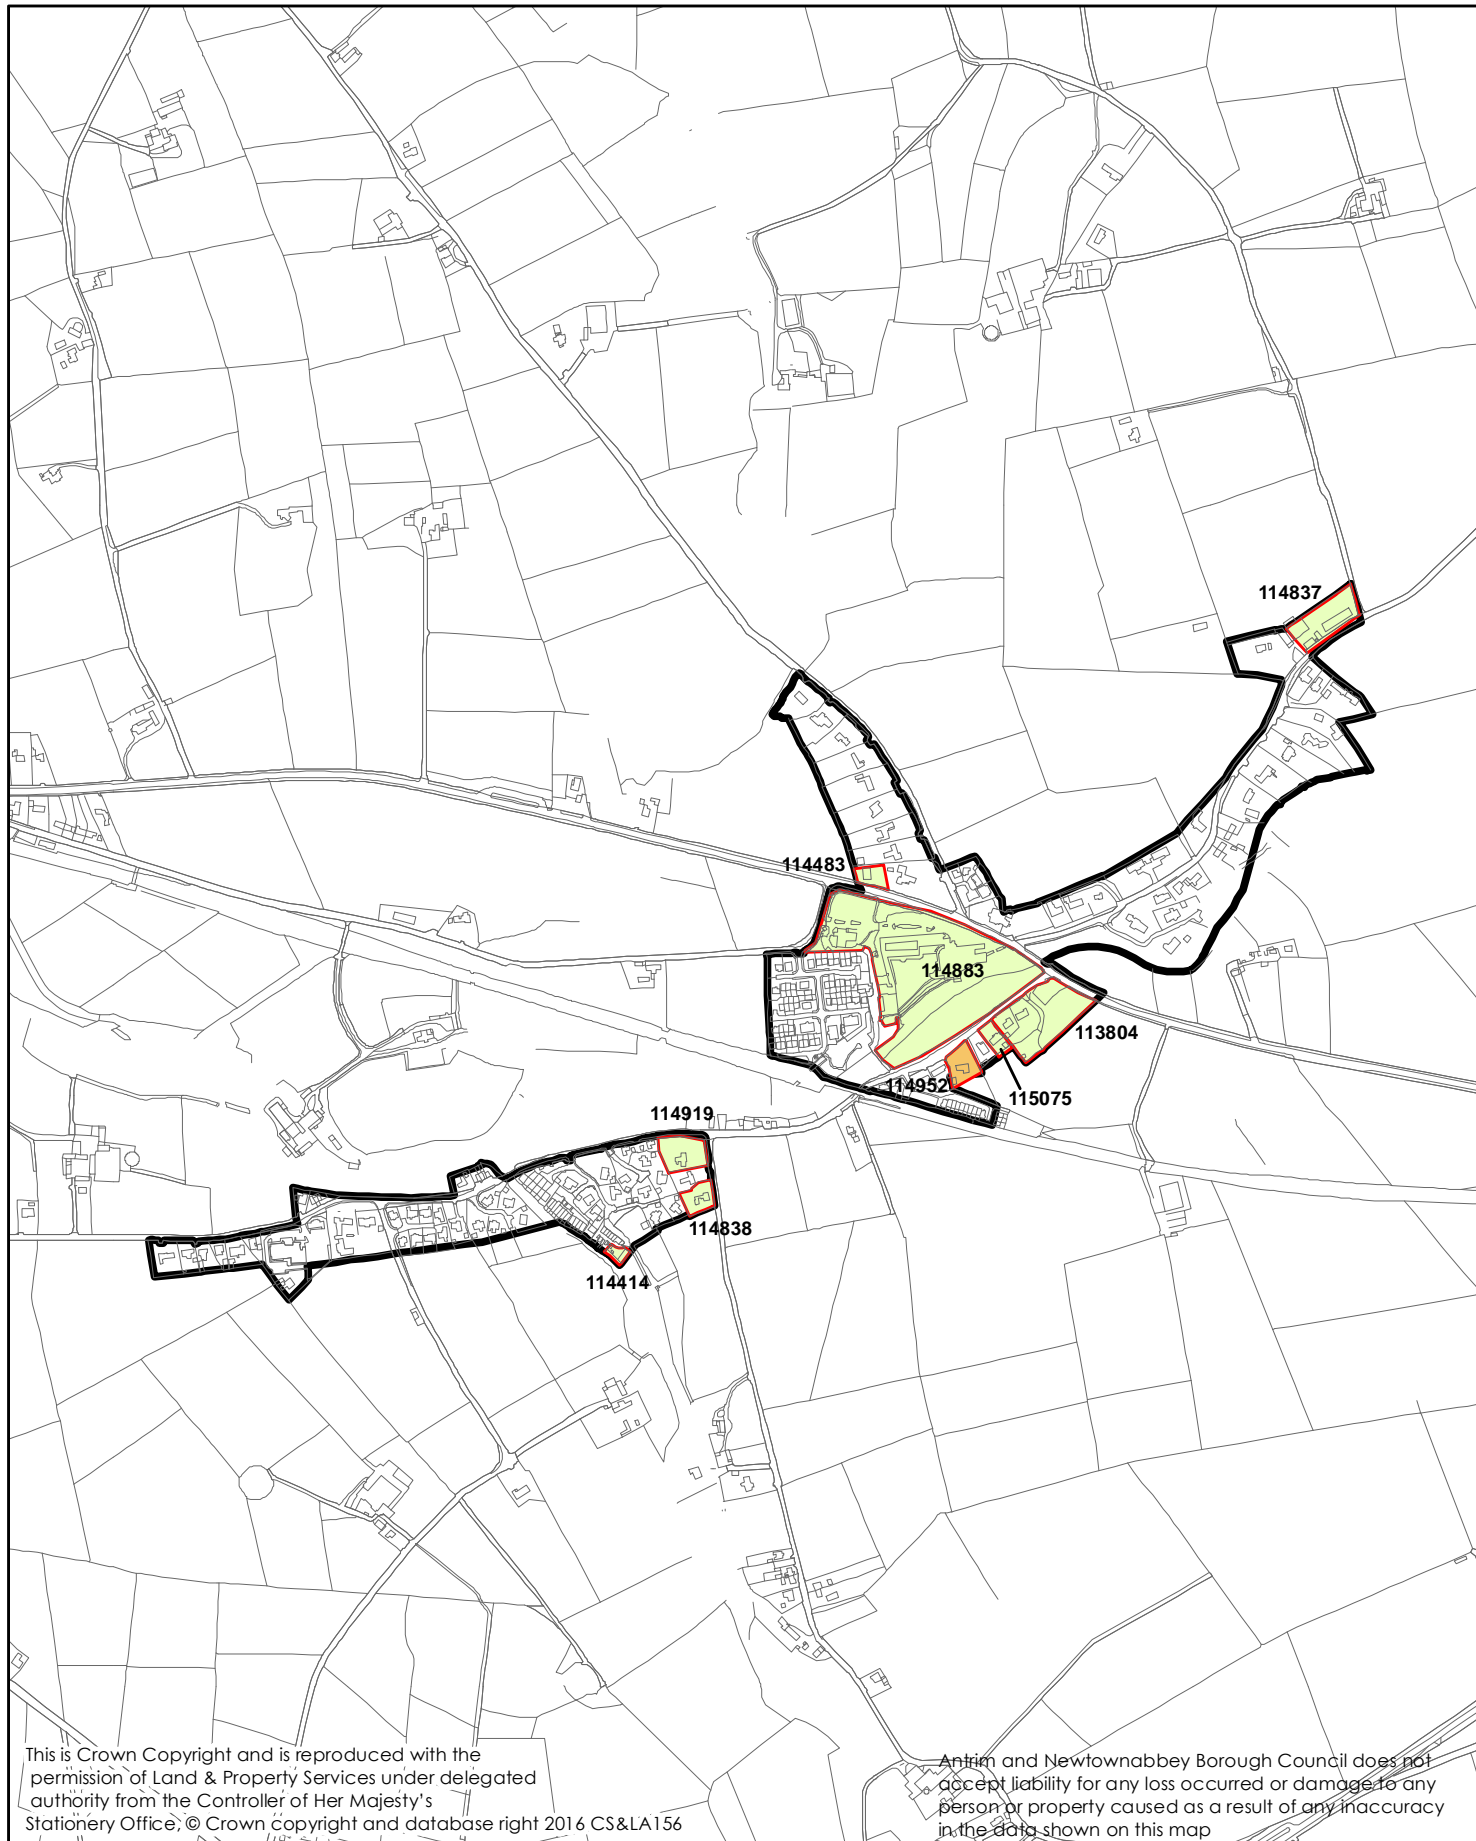 114837
114483
114883
113804
114952
115075
114919
114838
114414
This is Crown Copyright and is reproduced with the
permission of Land & Property Services under delegated
authority from the Controller of Her Majesty's
Stationery Office, © Crown copyright and database right 2016 CS&LA156
Antrim and Newtownabbey Borough Council does not
accept liability for any loss occurred or damage to any
person or property caused as a result of any inaccuracy
in the data shown on this map